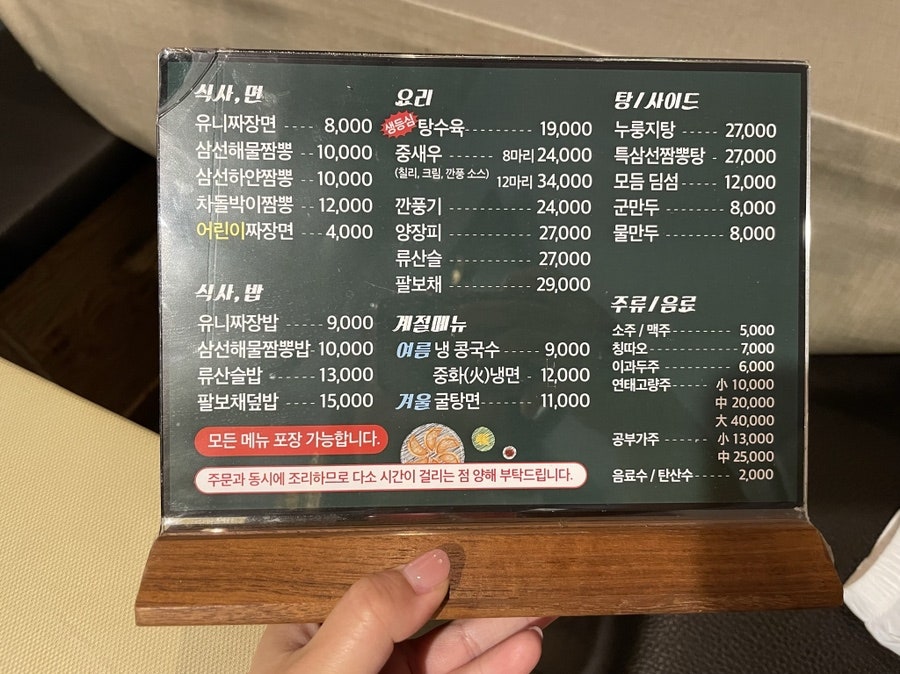 식사, 면
유니짜장면 ---- 8,000
삼선해물짬뽕 -- 10,000
삼선하얀짬뽕 -- 10,000
차돌박이짬뽕 -- 12,000
어린이짜장면 --- 4,000
식사, 밥
유니짜장밥 ----- 9,000
삼선해물짬뽕밥 10,000
류산슬밥 ------ 13,000
팔보채덮밥 ---- 15,000
모든 메뉴 포장 가능합니다.
요리
생등심 탕수육 ---------- 19,000
중새우 ------- 8마리 24,000
(칠리, 크림, 깐풍 소스) 12마리 34,000
깐풍기 ------------ 24,000
양장피 ------------ 27,000
류산슬 ------------ 27,000
팔보채 ------------ 29,000
계절메뉴
여름 냉 콩국수 ----- 9,000
중화(火)냉면 -- 12,000
겨울 굴탕면 ------- 11,000
주문과 동시에 조리하므로 다소 시간이 걸리는 점 양해 부탁드립니다.
탕/사이드
누룽지탕 ----- 27,000
특삼선짬뽕탕 - 27,000
모듬 딤섬 ----- 12,000
군만두 -------- 8,000
물만두 -------- 8,000
주류/음료
소주 / 맥주 --------- 5,000
칭따오 ------------ 7,000
이과두주 ----------- 6,000
연태고량주 ----- 小 10,000
中 20,000
大 40,000
공부가주 ------- 小 13,000
中 25,000
음료수 / 탄산수 ----- 2,000